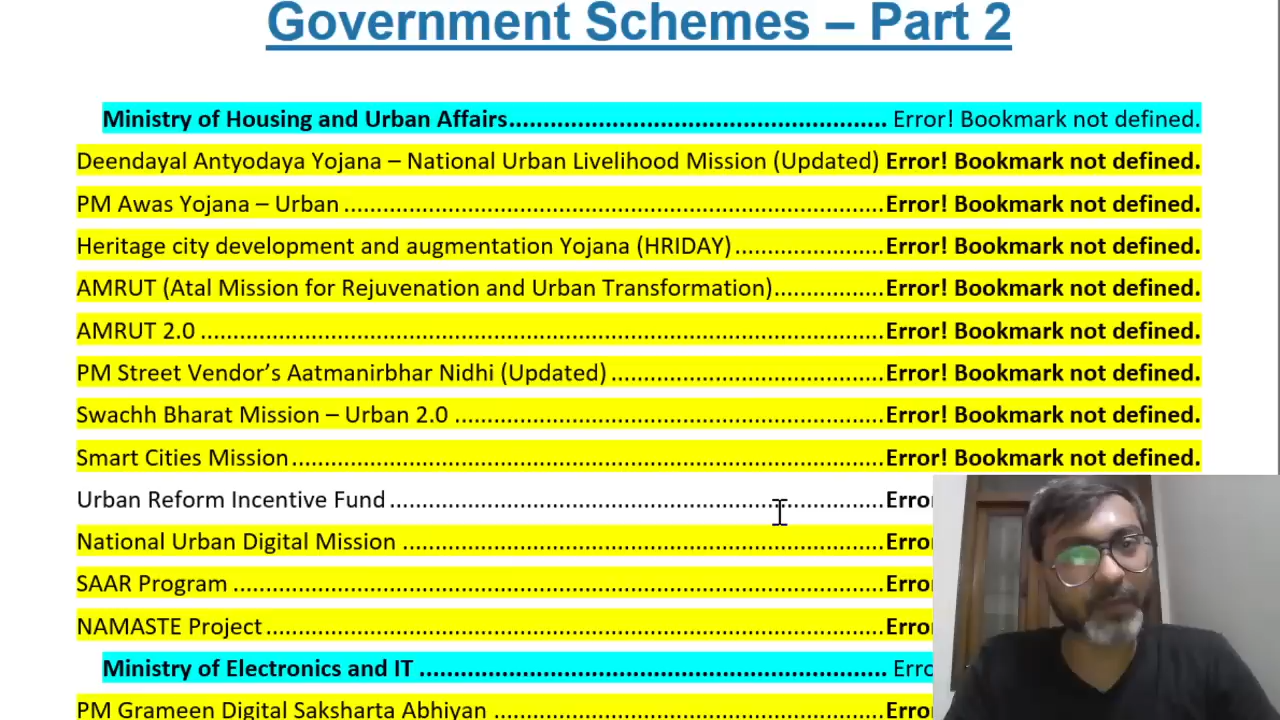 Government Schemes – Part 2
Ministry of Housing and Urban Affairs.......................................................... Error! Bookmark not defined.
Deendayal Antyodaya Yojana – National Urban Livelihood Mission (Updated) Error! Bookmark not defined.
PM Awas Yojana – Urban ..........................................................................Error! Bookmark not defined.
Heritage city development and augmentation Yojana (HRIDAY)....................Error! Bookmark not defined.
AMRUT (Atal Mission for Rejuvenation and Urban Transformation)...............Error! Bookmark not defined.
AMRUT 2.0 ..............................................................................................Error! Bookmark not defined.
PM Street Vendor’s Aatmanirbhar Nidhi (Updated) .....................................Error! Bookmark not defined.
Swachh Bharat Mission – Urban 2.0 ...........................................................Error! Bookmark not defined.
Smart Cities Mission..................................................................................Error! Bookmark not defined.
Urban Reform Incentive Fund ....................................................................Erro
National Urban Digital Mission ..................................................................Erro
SAAR Program ..........................................................................................Erro
NAMASTE Project.....................................................................................Erro
Ministry of Electronics and IT ........................................................................ Erro
PM Grameen Digital Saksharta Abhiyan .....................................................Erro